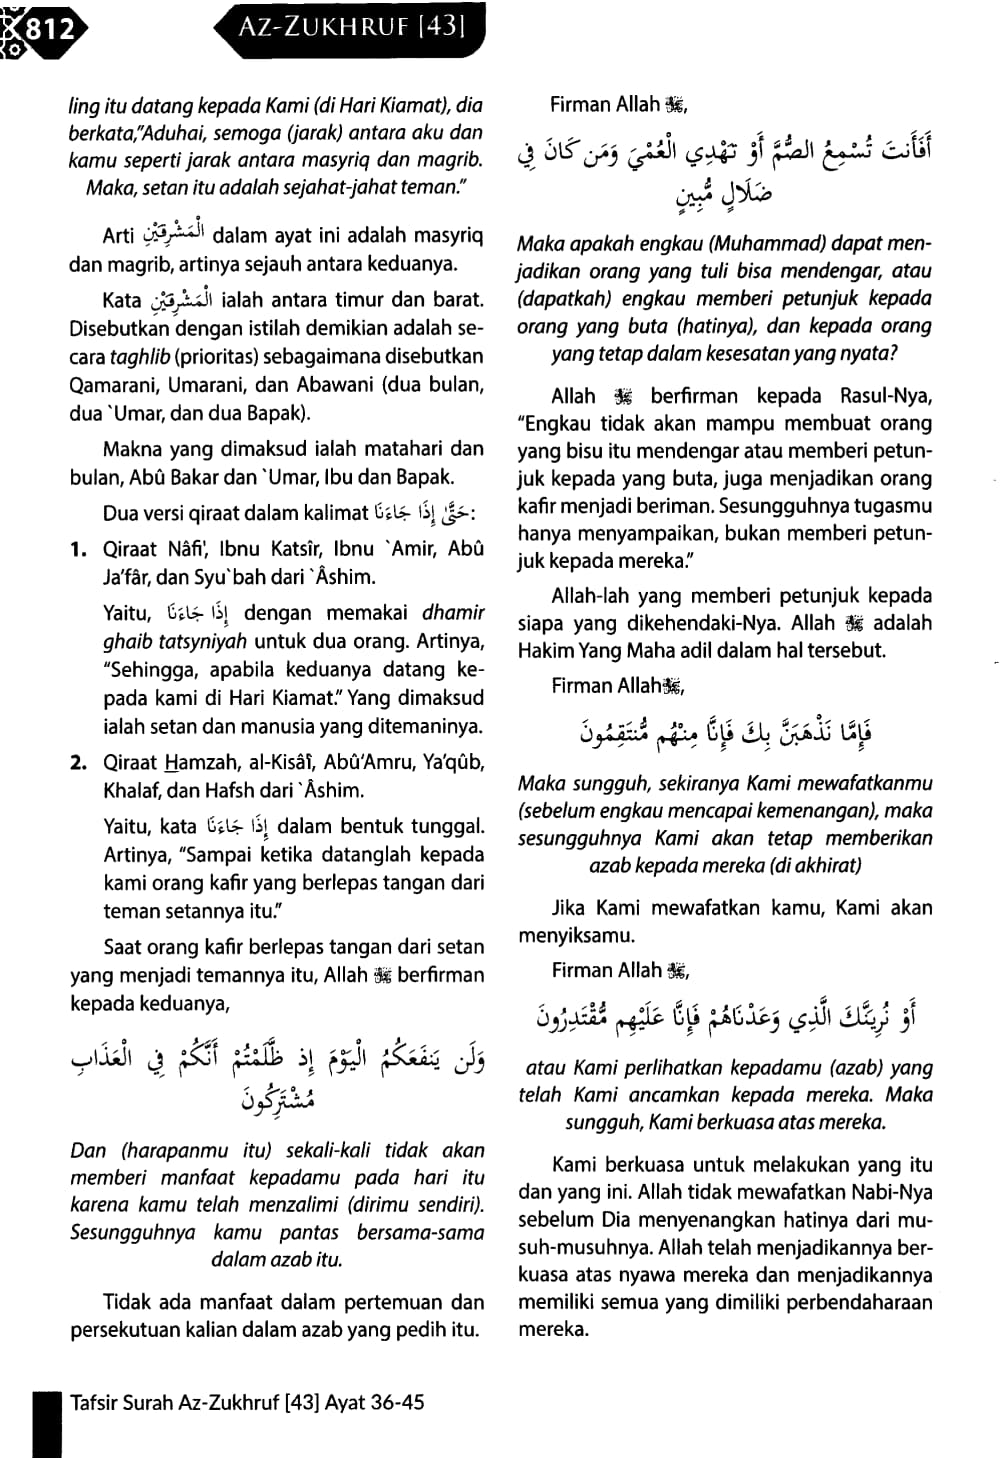 812
AZ-ZUKHRUF [43]
ling itu datang kepada Kami (di Hari Kiamat), dia
berkata,"Aduhai, semoga (jarak) antara aku dan
kamu seperti jarak antara masyriq dan magrib.
Maka, setan itu adalah sejahat-jahat teman."
Arti الْمَشْرِقَيْنِ dalam ayat ini adalah masyriq
dan magrib, artinya sejauh antara keduanya.
Kata الْمَشْرِقَيْنِ ialah antara timur dan barat.
Disebutkan dengan istilah demikian adalah se-
cara taghlib (prioritas) sebagaimana disebutkan
Qamarani, Umarani, dan Abawani (dua bulan,
dua `Umar, dan dua Bapak).
Makna yang dimaksud ialah matahari dan
bulan, Abû Bakar dan `Umar, Ibu dan Bapak.
Dua versi qiraat dalam kalimat حَتَّىٰ إِذَا جَاءَنَا:
1. Qiraat Nâfi', Ibnu Katsîr, Ibnu `Amir, Abû
Ja'fâr, dan Syu`bah dari `Âshim.
Yaitu, إِذَا جَاءَنَا dengan memakai dhamir
ghaib tatsyniyah untuk dua orang. Artinya,
"Sehingga, apabila keduanya datang ke-
pada kami di Hari Kiamat." Yang dimaksud
ialah setan dan manusia yang ditemaninya.
2. Qiraat Hamzah, al-Kisâî, Abû'Amru, Ya'qûb,
Khalaf, dan Hafsh dari `Âshim.
Yaitu, kata إِذَا جَاءَنَا dalam bentuk tunggal.
Artinya, "Sampai ketika datanglah kepada
kami orang kafir yang berlepas tangan dari
teman setannya itu."
Saat orang kafir berlepas tangan dari setan
yang menjadi temannya itu, Allah ﷻ berfirman
kepada keduanya,
وَلَن يَنفَعَكُمُ الْيَوْمَ إِذ ظَّلَمْتُمْ أَنَّكُمْ فِي الْعَذَابِ
مُشْتَرِكُونَ
Dan (harapanmu itu) sekali-kali tidak akan
memberi manfaat kepadamu pada hari itu
karena kamu telah menzalimi (dirimu sendiri).
Sesungguhnya kamu pantas bersama-sama
dalam azab itu.
Tidak ada manfaat dalam pertemuan dan
persekutuan kalian dalam azab yang pedih itu.
Firman Allah ﷻ,
أَفَأَنتَ تُسْمِعُ الصُّمَّ أَوْ تَهْدِي الْعُمْيَ وَمَن كَانَ فِي
ضَلَالٍ مُّبِينٍ
Maka apakah engkau (Muhammad) dapat men-
jadikan orang yang tuli bisa mendengar, atau
(dapatkah) engkau memberi petunjuk kepada
orang yang buta (hatinya), dan kepada orang
yang tetap dalam kesesatan yang nyata?
Allah ﷻ berfirman kepada Rasul-Nya,
"Engkau tidak akan mampu membuat orang
yang bisu itu mendengar atau memberi petun-
juk kepada yang buta, juga menjadikan orang
kafir menjadi beriman. Sesungguhnya tugasmu
hanya menyampaikan, bukan memberi petun-
juk kepada mereka."
Allah-lah yang memberi petunjuk kepada
siapa yang dikehendaki-Nya. Allah ﷻ adalah
Hakim Yang Maha adil dalam hal tersebut.
Firman Allahﷻ,
فَإِمَّا نَذْهَبَنَّ بِكَ فَإِنَّا مِنْهُم مُّنتَقِمُونَ
Maka sungguh, sekiranya Kami mewafatkanmu
(sebelum engkau mencapai kemenangan), maka
sesungguhnya Kami akan tetap memberikan
azab kepada mereka (di akhirat)
Jika Kami mewafatkan kamu, Kami akan
menyiksamu.
Firman Allah ﷻ,
أَوْ نُرِيَنَّكَ الَّذِي وَعَدْنَاهُمْ فَإِنَّا عَلَيْهِم مُّقْتَدِرُونَ
atau Kami perlihatkan kepadamu (azab) yang
telah Kami ancamkan kepada mereka. Maka
sungguh, Kami berkuasa atas mereka.
Kami berkuasa untuk melakukan yang itu
dan yang ini. Allah tidak mewafatkan Nabi-Nya
sebelum Dia menyenangkan hatinya dari mu-
suh-musuhnya. Allah telah menjadikannya ber-
kuasa atas nyawa mereka dan menjadikannya
memiliki semua yang dimiliki perbendaharaan
mereka.
Tafsir Surah Az-Zukhruf [43] Ayat 36-45